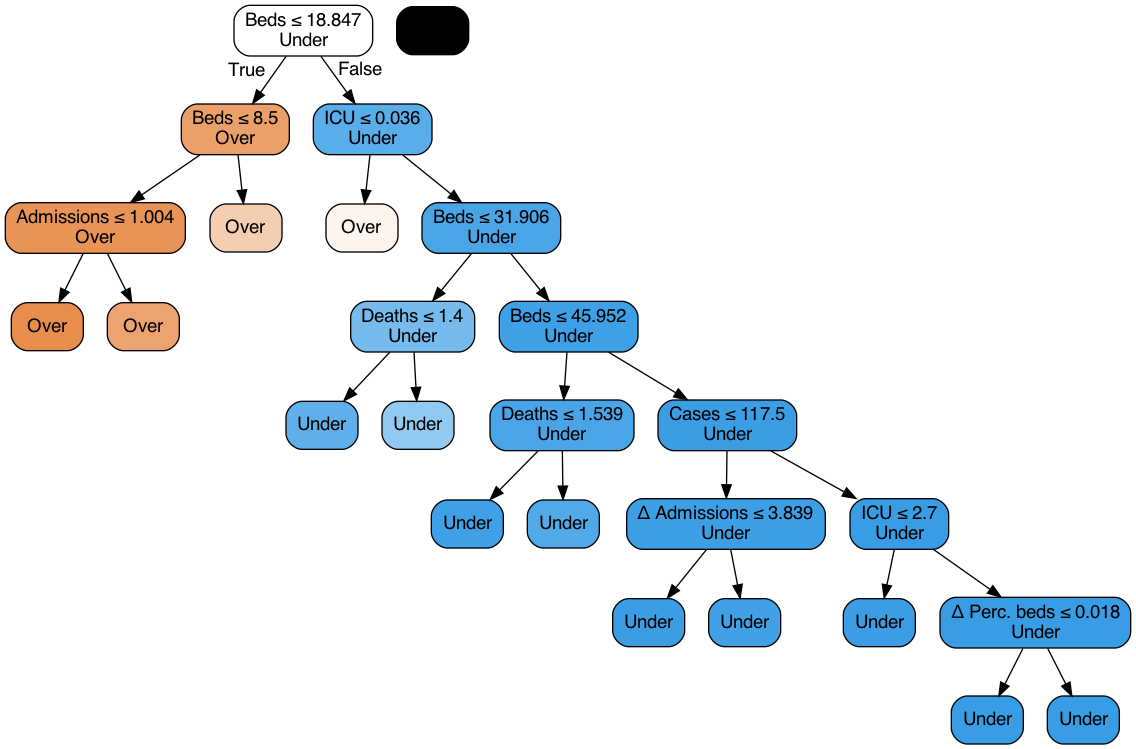 Beds ≤ 18.847
Under
True
False
Beds ≤ 8.5
Over
ICU ≤ 0.036
Under
Admissions ≤ 1.004
Over
Over
Over
Beds ≤ 31.906
Under
Over
Over
Deaths ≤ 1.4
Under
Beds ≤ 45.952
Under
Under
Under
Deaths ≤ 1.539
Under
Cases ≤ 117.5
Under
Under
Under
Δ Admissions ≤ 3.839
Under
ICU ≤ 2.7
Under
Under
Under
Under
Δ Perc. beds ≤ 0.018
Under
Under
Under